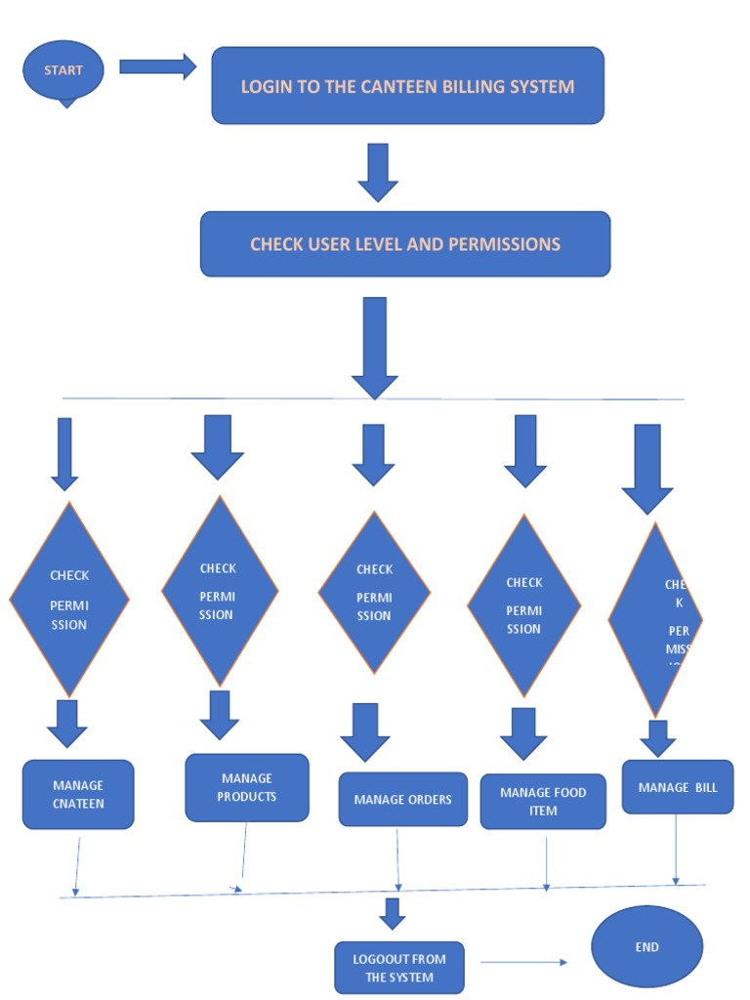 START
LOGIN TO THE CANTEEN BILLING SYSTEM
CHECK USER LEVEL AND PERMISSIONS
CHECK
PERMI
SSION
CHECK
PERMI
SSION
CHECK
PERMI
SSION
CHECK
PERMI
SSION
CHEC
K
PER
MISS
MANAGE
CNATEEN
MANAGE
PRODUCTS
MANAGE ORDERS
MANAGE FOOD
ITEM
MANAGE BILL
LOGOOUT FROM
THE SYSTEM
END